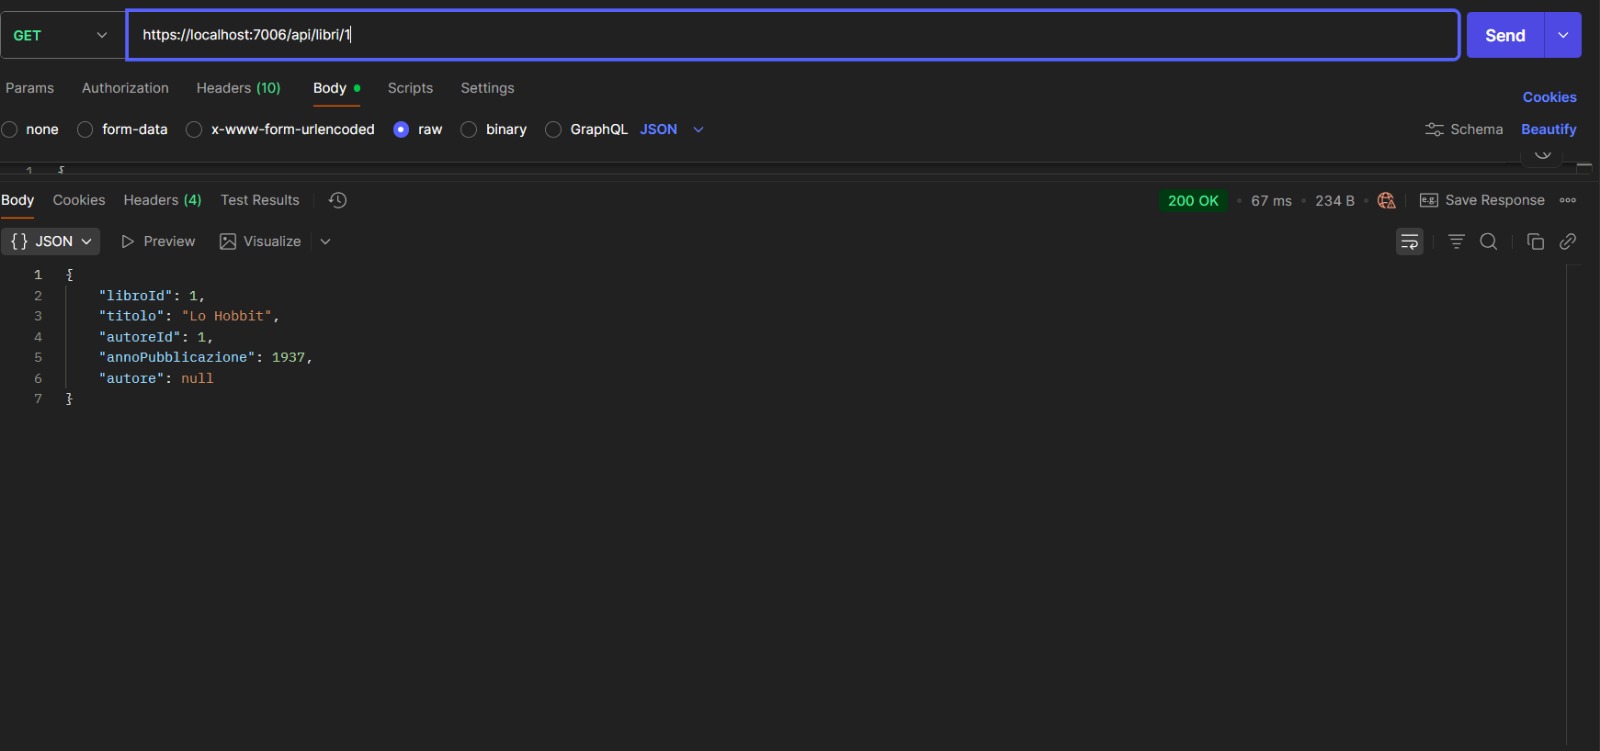 GET https://localhost:7006/api/libri/1 Send
Params Authorization Headers (10) Body Scripts Settings Cookies
none form-data x-www-form-urlencoded raw binary GraphQL JSON Schema Beautify
1 {
Body Cookies Headers (4) Test Results 200 OK 67 ms 234 B e.g. Save Response
{} JSON Preview Visualize
1 {
2 "libroId": 1,
3 "titolo": "Lo Hobbit",
4 "autoreId": 1,
5 "annoPubblicazione": 1937,
6 "autore": null
7 }